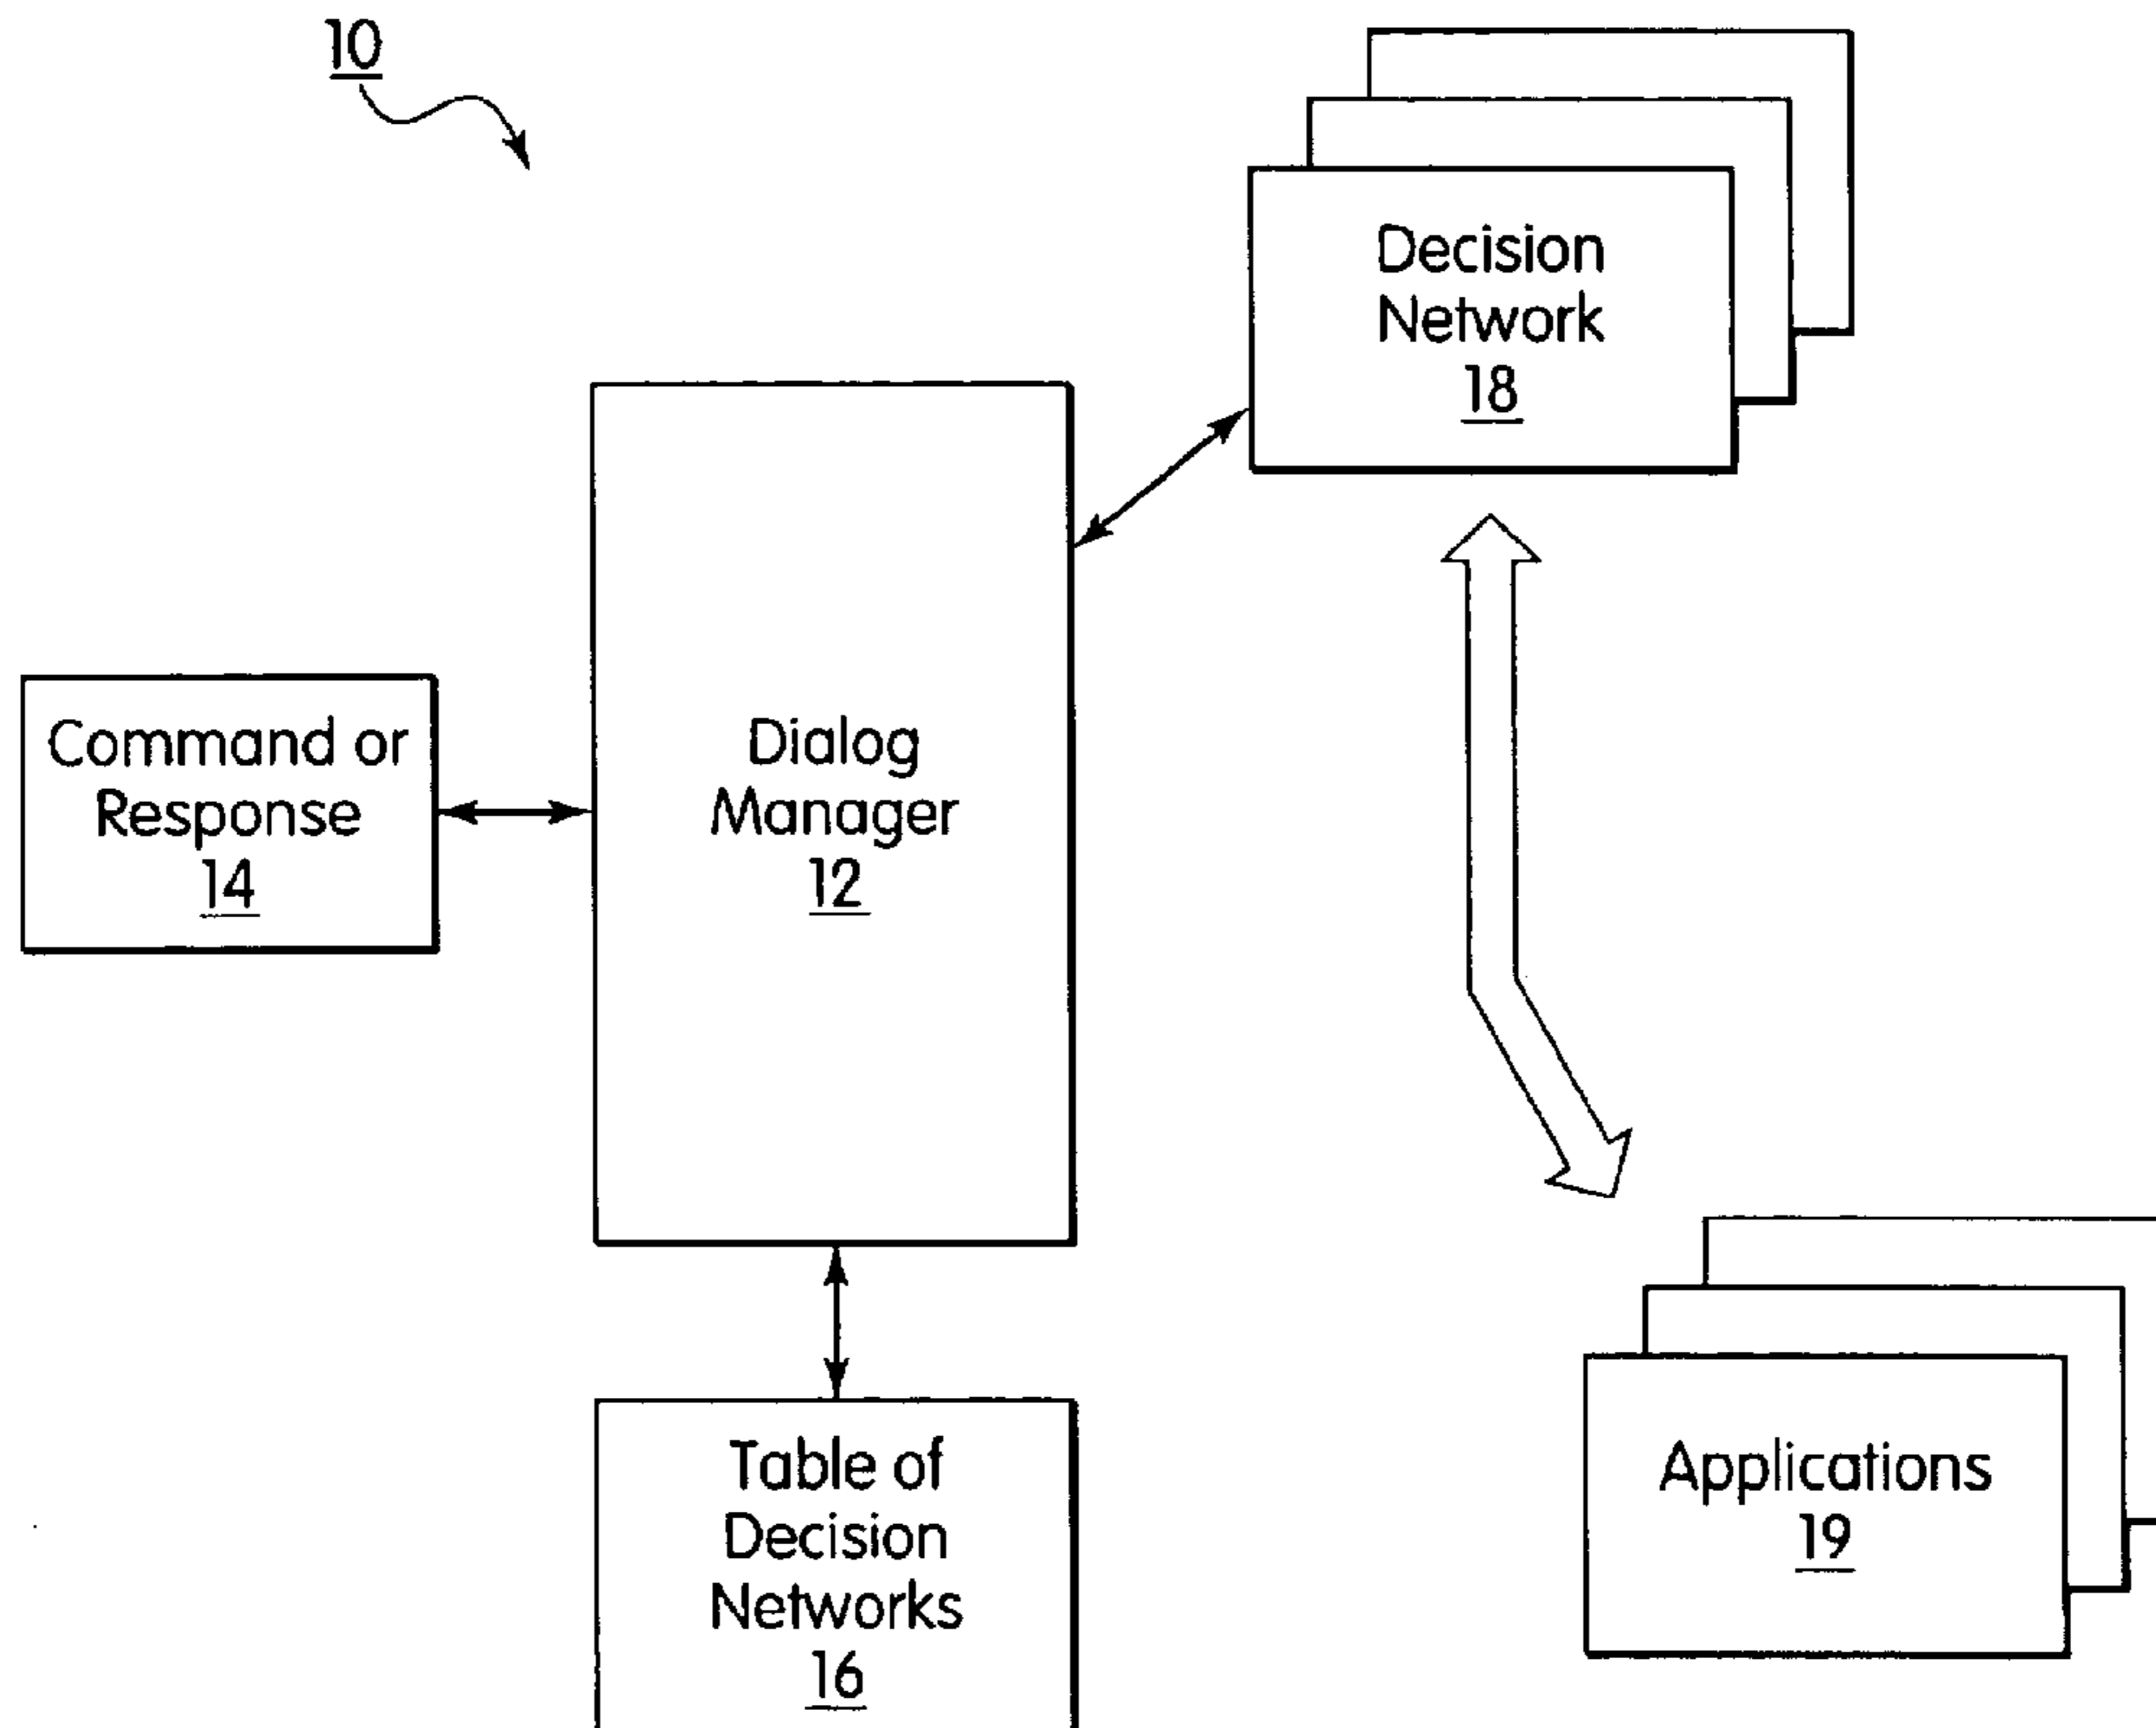 10
Decision
Network
18
Command or
Response
14
Dialog
Manager
12
Table of
Decision
Networks
16
Applications
19